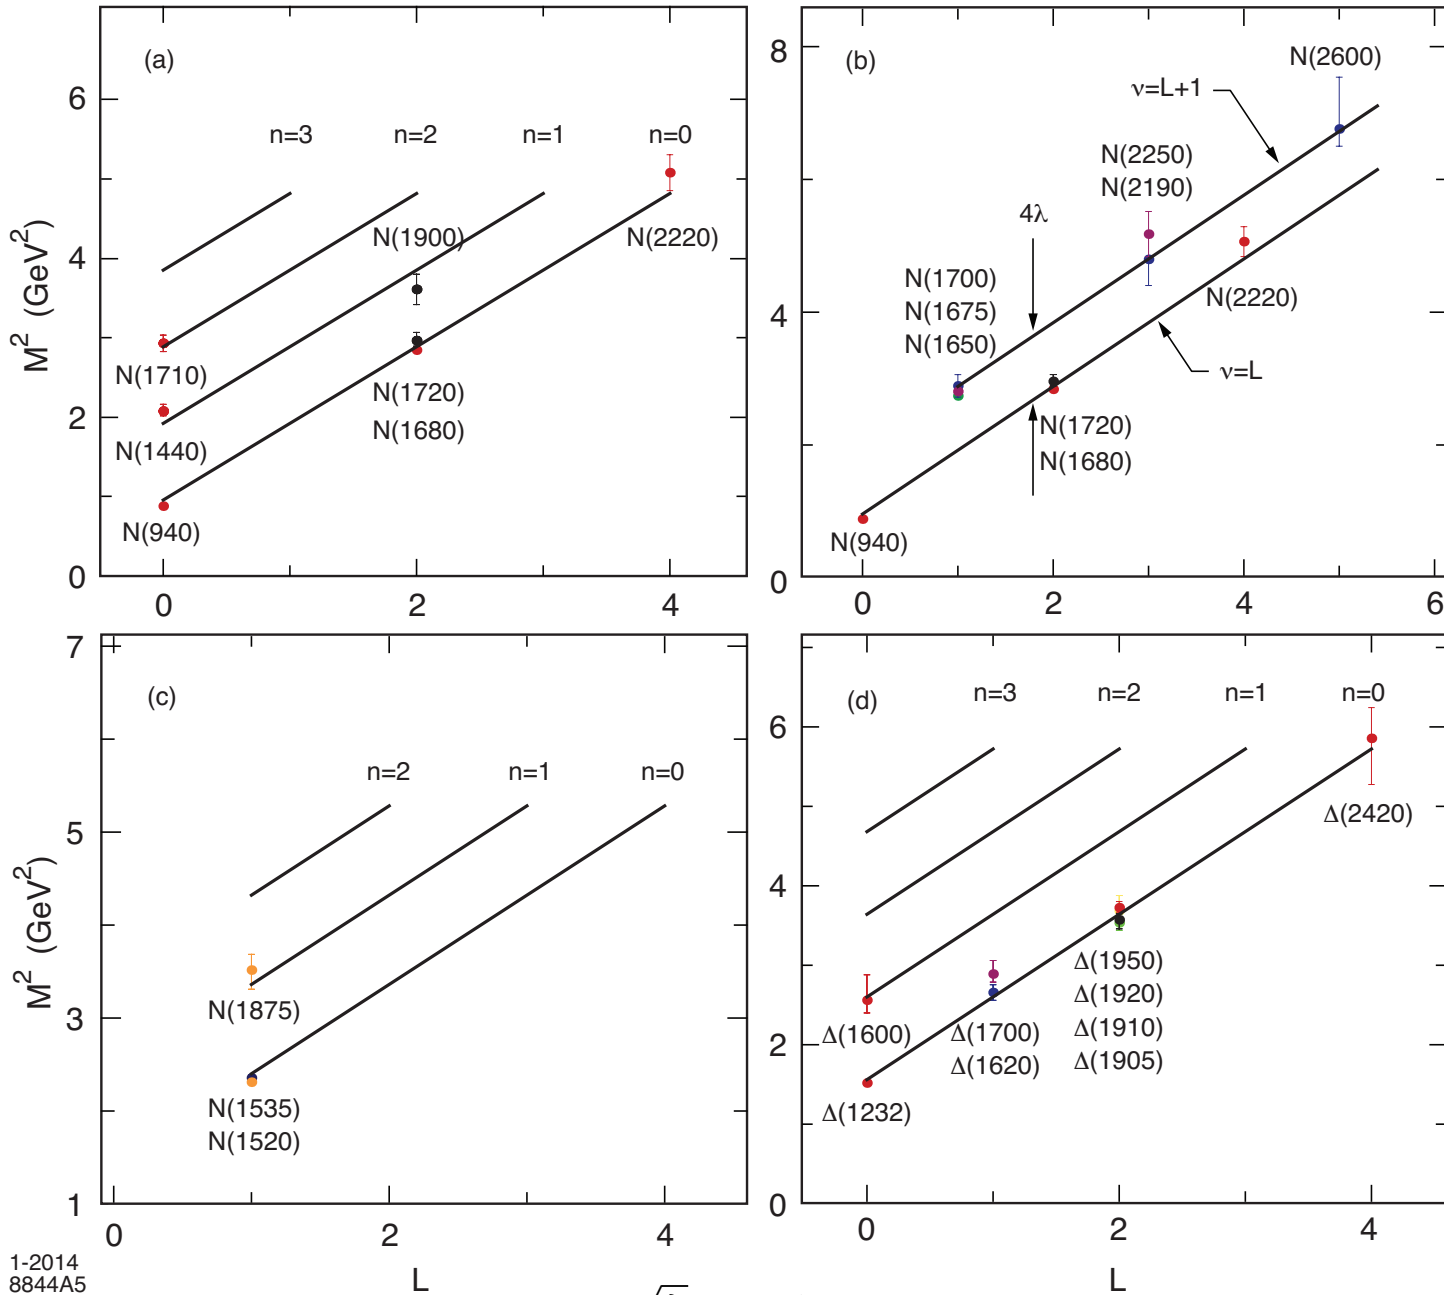 (a)
n=3 n=2 n=1 n=0
N(1900)
N(2220)
N(1710)
N(1720)
N(1440)
N(1680)
N(940)
M² (GeV²)
6
4
2
0
0 2 4
(b)
N(2600)
ν=L+1
N(2250)
N(2190)
4λ
N(1700)
N(1675)
N(1650)
N(2220)
ν=L
N(1720)
N(1680)
N(940)
8
4
0
0 2 4 6
(c)
n=2 n=1 n=0
N(1875)
N(1535)
N(1520)
M² (GeV²)
7
5
3
1
0 2 4
L
(d)
n=3 n=2 n=1 n=0
Δ(2420)
Δ(1950)
Δ(1600)
Δ(1700)
Δ(1920)
Δ(1620)
Δ(1910)
Δ(1905)
Δ(1232)
6
4
2
0
0 2 4
L
1-2014
8844A5